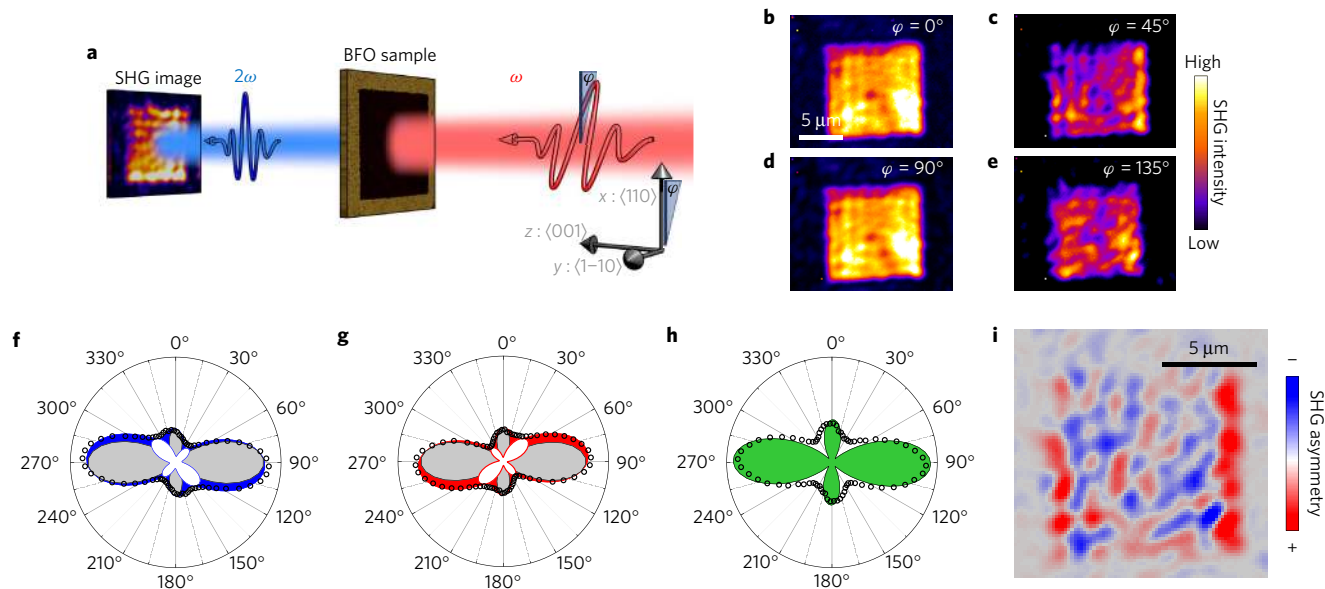 a
SHG image
2ω
BFO sample
ω
φ
x : ⟨110⟩
φ
z : ⟨001⟩
y : ⟨1–10⟩
b
φ = 0°
5 μm
c
φ = 45°
d
φ = 90°
e
φ = 135°
High
SHG intensity
Low
f
0°
30°
60°
90°
120°
150°
180°
210°
240°
270°
300°
330°
g
0°
30°
60°
90°
120°
150°
180°
210°
240°
270°
300°
330°
h
0°
30°
60°
90°
120°
150°
180°
210°
240°
270°
300°
330°
i
5 μm
–
SHG asymmetry
+